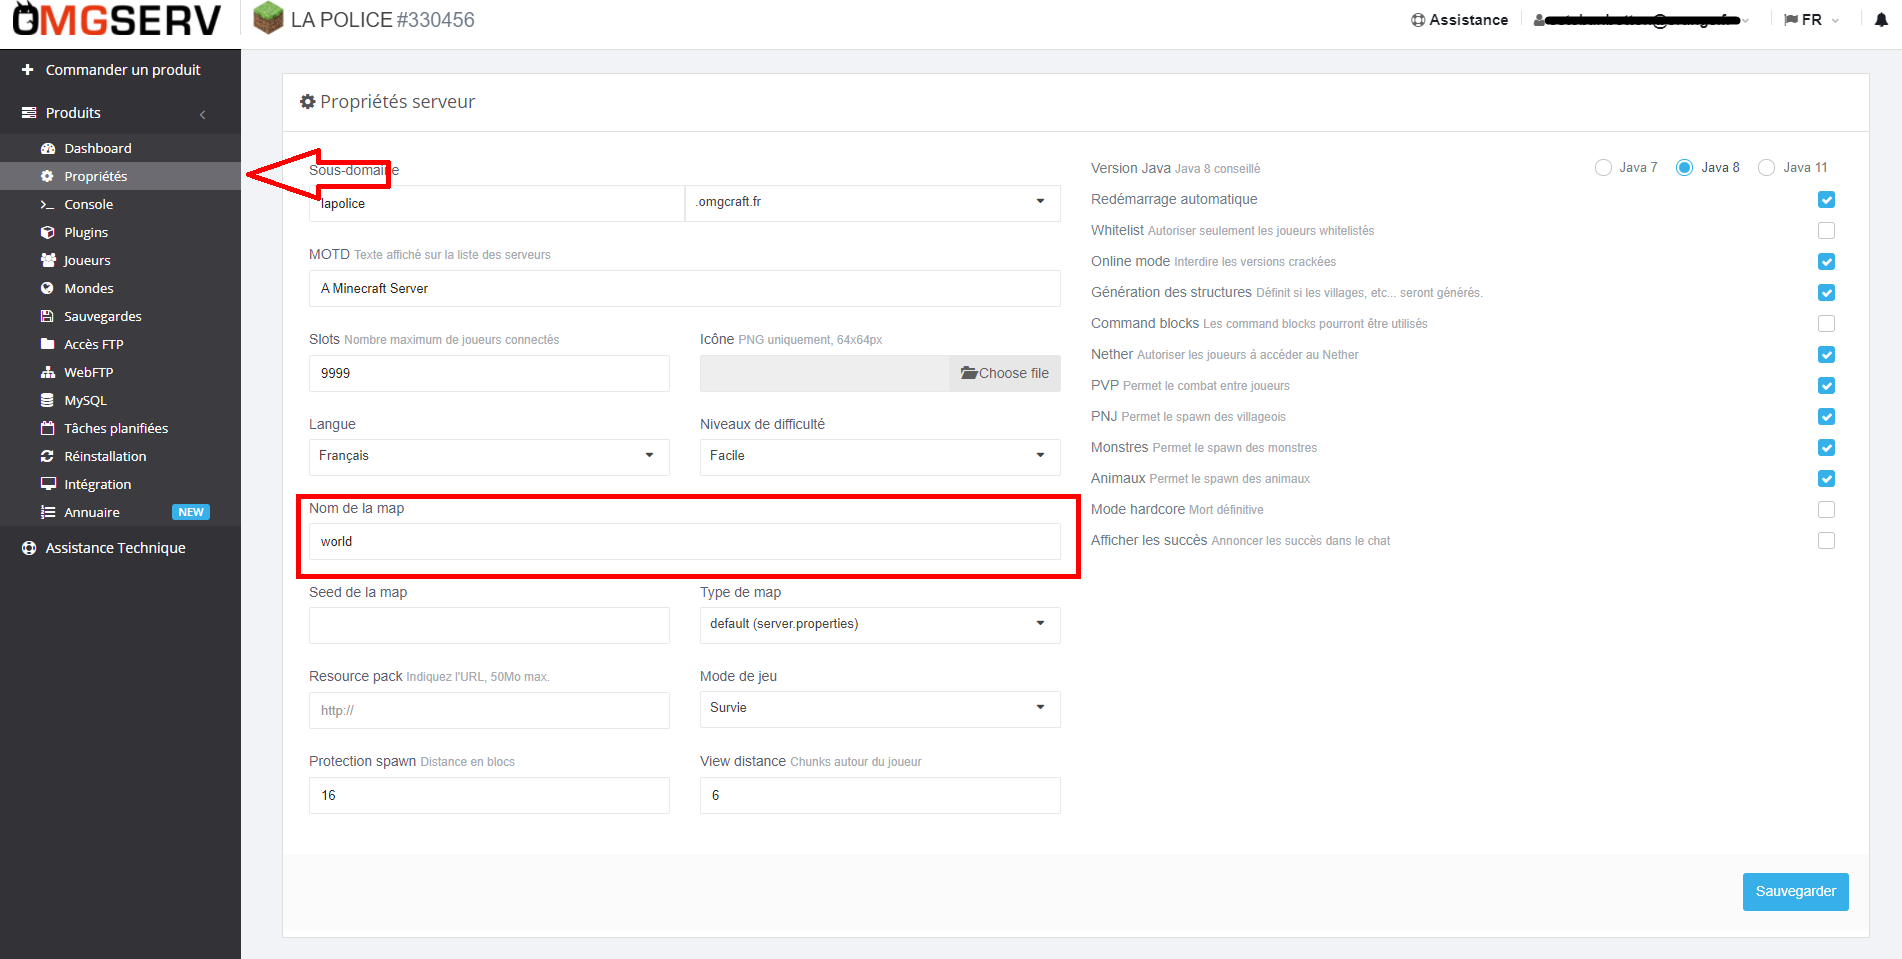 OMGSERV
LA POLICE #330456
Assistance
FR
Commander un produit
Produits
Dashboard
Propriétés
Console
Plugins
Joueurs
Mondes
Sauvegardes
Accès FTP
WebFTP
MySQL
Tâches planifiées
Réinstallation
Intégration
Annuaire NEW
Assistance Technique
Propriétés serveur
Sous-domaine
lapolice .omgcraft.fr
MOTD Texte affiché sur la liste des serveurs
A Minecraft Server
Slots Nombre maximum de joueurs connectés
9999
Icône PNG uniquement, 64x64px
Choose file
Langue
Français
Niveaux de difficulté
Facile
Nom de la map
world
Seed de la map
Type de map
default (server.properties)
Resource pack Indiquez l'URL, 50Mo max.
http://
Mode de jeu
Survie
Protection spawn Distance en blocs
16
View distance Chunks autour du joueur
6
Version Java Java 8 conseillé Java 7 Java 8 Java 11
Redémarrage automatique
Whitelist Autoriser seulement les joueurs whitelistés
Online mode Interdire les versions crackées
Génération des structures Définit si les villages, etc... seront générés.
Command blocks Les command blocks pourront être utilisés
Nether Autoriser les joueurs à accéder au Nether
PVP Permet le combat entre joueurs
PNJ Permet le spawn des villageois
Monstres Permet le spawn des monstres
Animaux Permet le spawn des animaux
Mode hardcore Mort définitive
Afficher les succès Annoncer les succès dans le chat
Sauvegarder